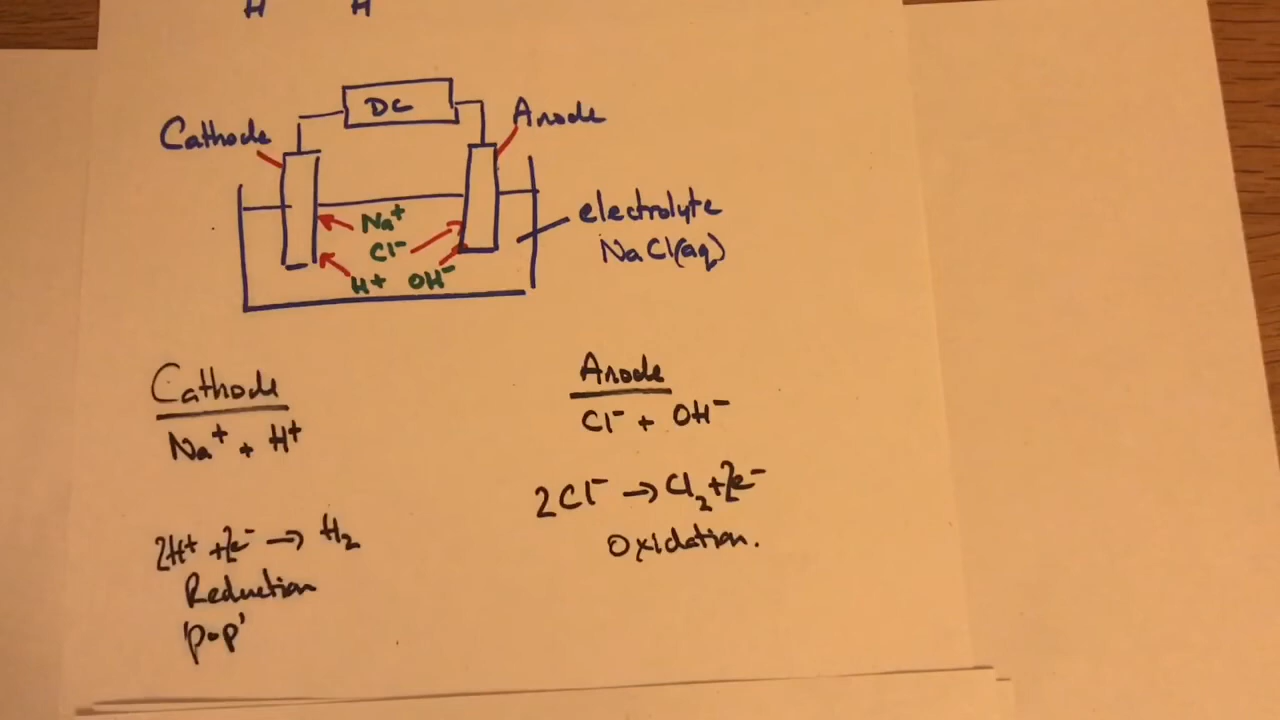 H H
DC
Cathode
Anode
Na⁺
Cl⁻
H+ OH⁻
electrolyte
NaCl(aq)
Cathode
Na⁺ + H⁺
2H⁺ + 2e⁻ → H₂
Reduction
'pop'
Anode
Cl⁻ + OH⁻
2Cl⁻ → Cl₂ + 2e⁻
Oxidation.